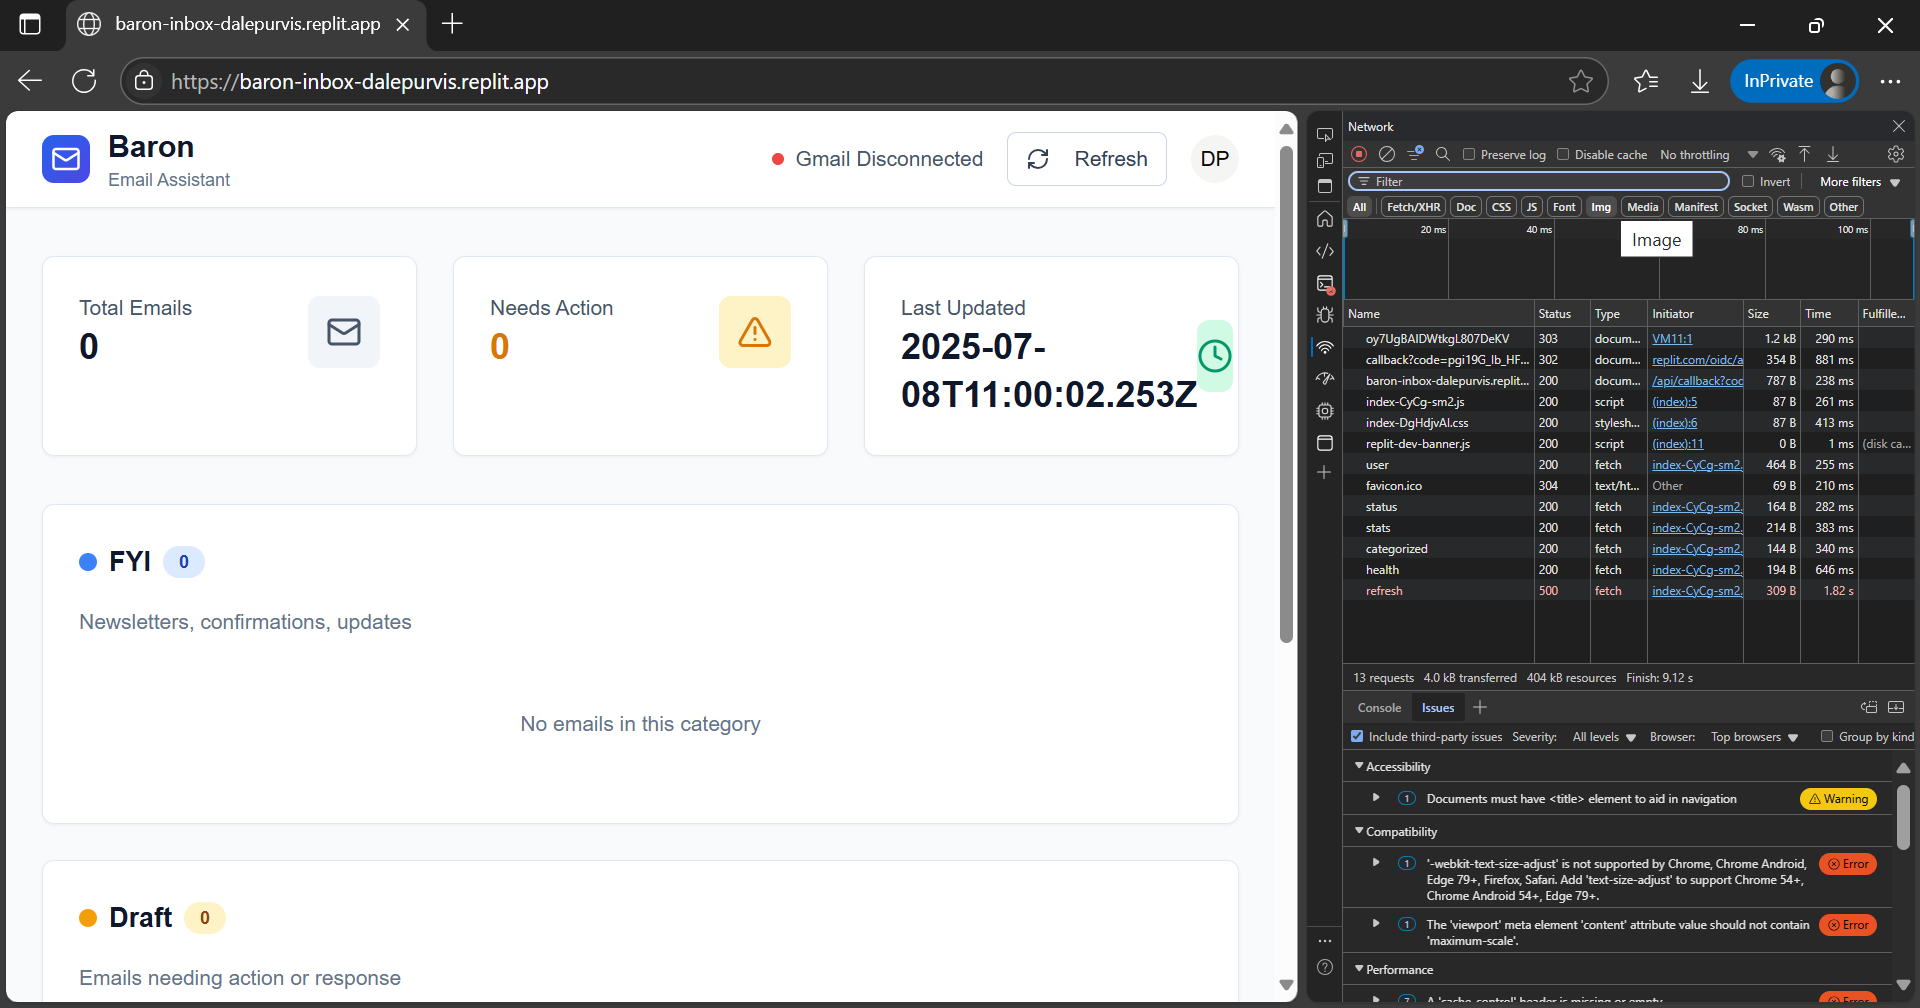 baron-inbox-dalepurvis.replit.app
https://baron-inbox-dalepurvis.replit.app
InPrivate
Baron
Email Assistant
Gmail Disconnected
Refresh
DP
Total Emails
0
Needs Action
0
Last Updated
2025-07-
08T11:00:02.253Z
FYI 0
Newsletters, confirmations, updates
No emails in this category
Draft 0
Emails needing action or response
Network
Preserve log Disable cache No throttling
Filter Invert More filters
All Fetch/XHR Doc CSS JS Font Img Media Manifest Socket Wasm Other
20 ms 40 ms 80 ms 100 ms
Image
Name Status Type Initiator Size Time Fulfille...
oy7UgBAIDWtkgL807DeKV 303 docum... VM11:1 1.2 kB 290 ms
callback?code=pgi19G_lb_HF... 302 docum... replit.com/oidc/a 354 B 881 ms
baron-inbox-dalepurvis.replit... 200 docum... /api/callback?coc 787 B 238 ms
index-CyCg-sm2.js 200 script (index):5 87 B 261 ms
index-DgHdjvAl.css 200 stylesh... (index):6 87 B 413 ms
replit-dev-banner.js 200 script (index):11 0 B 1 ms (disk ca...
user 200 fetch index-CyCg-sm2. 464 B 255 ms
favicon.ico 304 text/ht... Other 69 B 210 ms
status 200 fetch index-CyCg-sm2. 164 B 282 ms
stats 200 fetch index-CyCg-sm2. 214 B 383 ms
categorized 200 fetch index-CyCg-sm2. 144 B 340 ms
health 200 fetch index-CyCg-sm2. 194 B 646 ms
refresh 500 fetch index-CyCg-sm2. 309 B 1.82 s
13 requests 4.0 kB transferred 404 kB resources Finish: 9.12 s
Console Issues
Include third-party issues Severity: All levels Browser: Top browsers Group by kind
Accessibility
1 Documents must have <title> element to aid in navigation Warning
Compatibility
1 '-webkit-text-size-adjust' is not supported by Chrome, Chrome Android, Error
Edge 79+, Firefox, Safari. Add 'text-size-adjust' to support Chrome 54+,
Chrome Android 54+, Edge 79+.
1 The 'viewport' meta element 'content' attribute value should not contain Error
'maximum-scale'.
Performance
7 A 'cache-control' header is missing or empty. Error